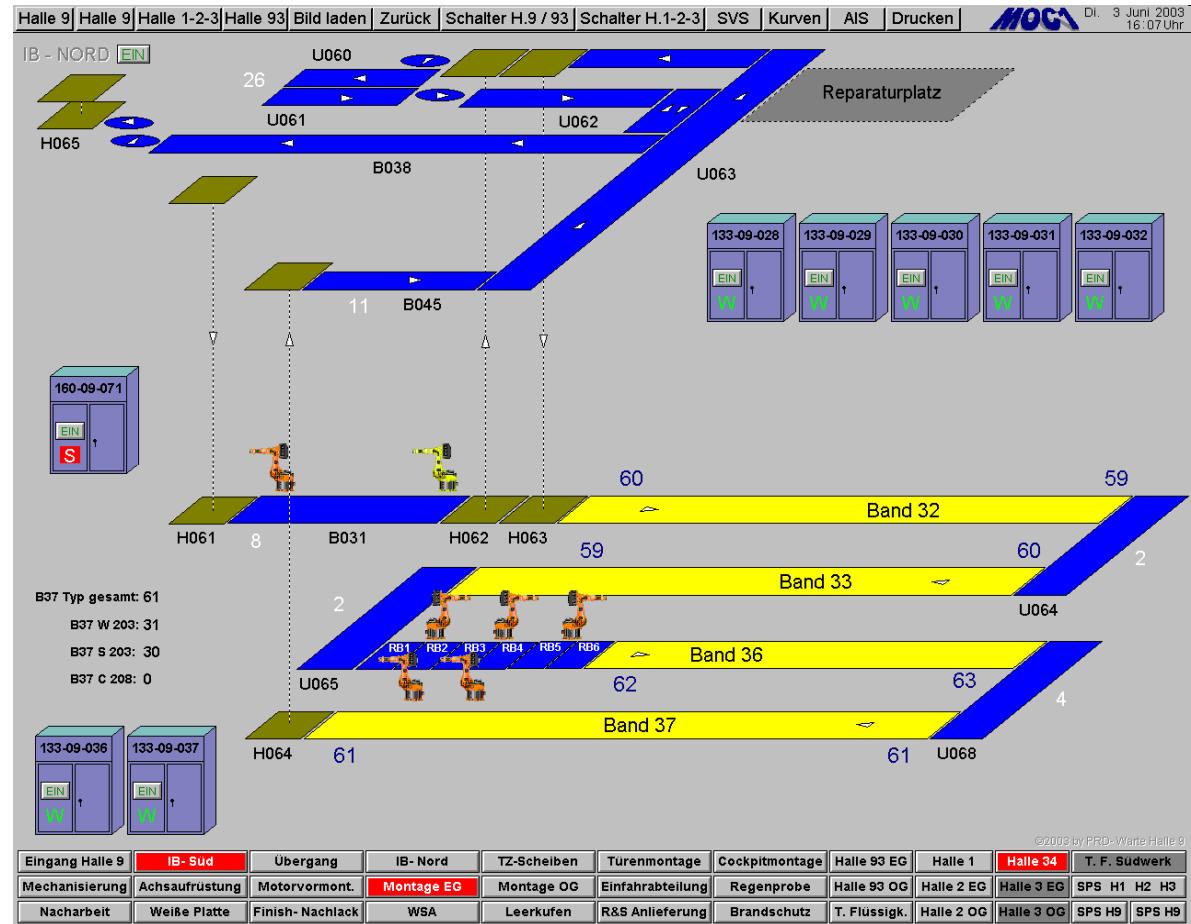 Halle 9 Halle 9 Halle 1-2-3 Halle 93 Bild laden Zurück Schalter H.9 / 93 Schalter H.1-2-3 SVS Kurven AIS Drucken MOCA Di. 3 Juni 2003
16:07 Uhr
IB - NORD EIN
U060
26
Reparaturplatz
U061
U062
H065
B038
U063
133-09-028 133-09-029 133-09-030 133-09-031 133-09-032
EIN EIN EIN EIN EIN
W W W W W
11 B045
160-09-071
EIN
S
60 59
Band 32
H061 8 B031 H062 H063
59 60 2
Band 33
B37 Typ gesamt: 61 2 U064
B37 W 203: 31
RB1 RB2 RB3 RB4 RB5 RB6
B37 S 203: 30 Band 36
B37 C 208: 0 U065 62 63
4
Band 37
133-09-036 133-09-037 H064 61 61 U068
EIN EIN
W W
©2003 by PRD- Warte Halle 9
Eingang Halle 9 IB- Süd Übergang IB- Nord TZ-Scheiben Türenmontage Cockpitmontage Halle 93 EG Halle 1 Halle 34 T. F. Südwerk
Mechanisierung Achsaufrüstung Motorvormont. Montage EG Montage OG Einfahrabteilung Regenprobe Halle 93 OG Halle 2 EG Halle 3 EG SPS H1 H2 H3
Nacharbeit Weiße Platte Finish- Nachlack WSA Leerkufen R&S Anlieferung Brandschutz T. Flüssigk. Halle 2 OG Halle 3 OG SPS H9 SPS H9